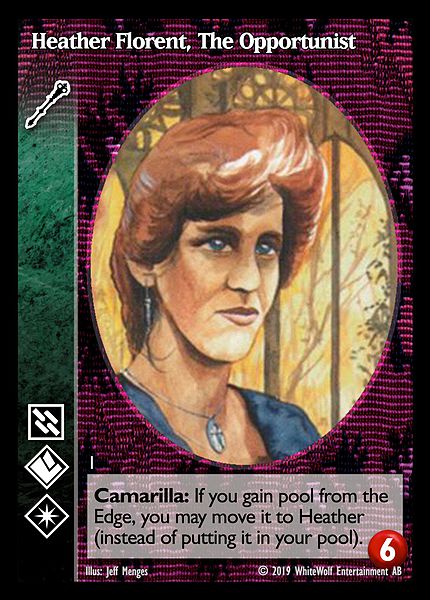 Heather Florent, The Opportunist
Camarilla: If you gain pool from the
Edge, you may move it to Heather
(instead of putting it in your pool).
6
Illus: Jeff Menges © 2019 WhiteWolf Entertainment AB